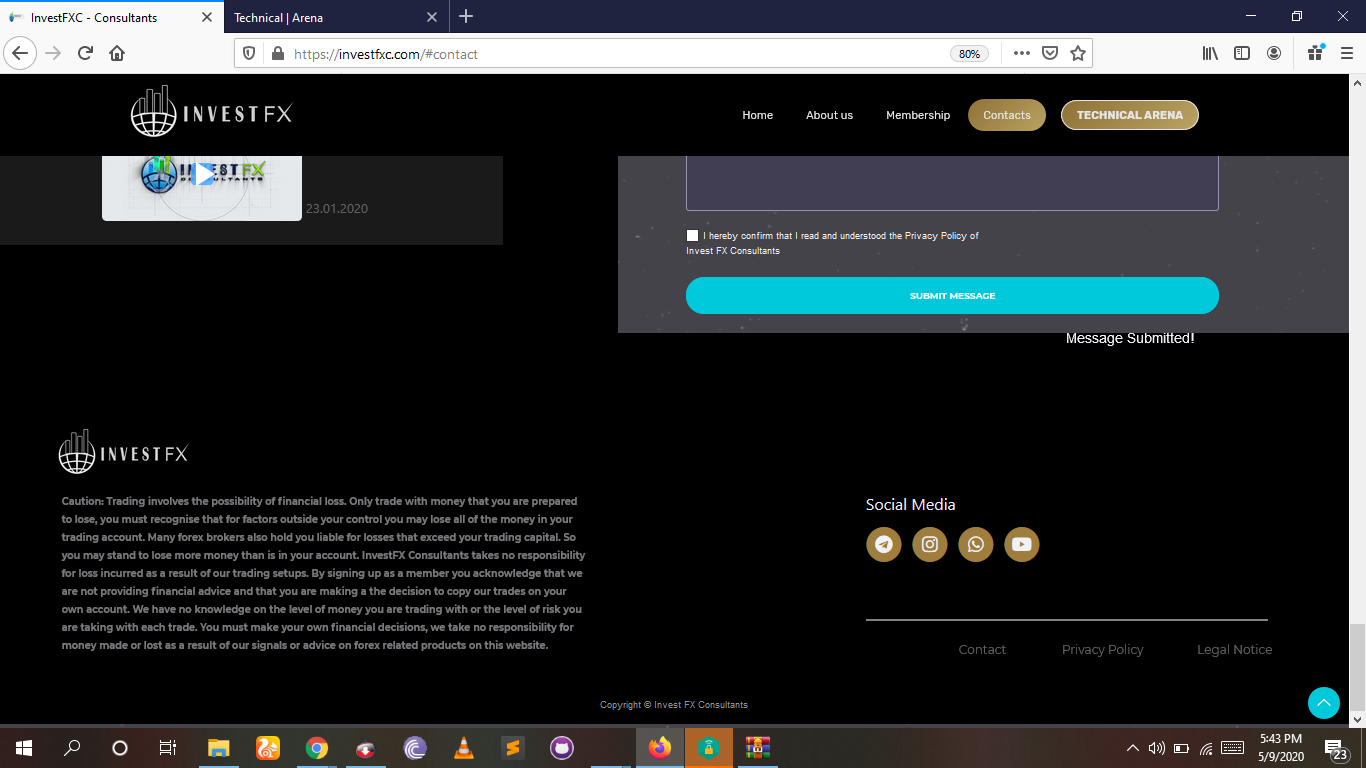 InvestFXC - Consultants
Technical | Arena
https://investfxc.com/#contact
80%
INVEST FX
Home
About us
Membership
Contacts
TECHNICAL ARENA
INVEST FX
CONSULTANTS
23.01.2020
I hereby confirm that I read and understood the Privacy Policy of
Invest FX Consultants
SUBMIT MESSAGE
Message Submitted!
INVEST FX
Caution: Trading involves the possibility of financial loss. Only trade with money that you are prepared
to lose, you must recognise that for factors outside your control you may lose all of the money in your
trading account. Many forex brokers also hold you liable for losses that exceed your trading capital. So
you may stand to lose more money than is in your account. InvestFX Consultants takes no responsibility
for loss incurred as a result of our trading setups. By signing up as a member you acknowledge that we
are not providing financial advice and that you are making a the decision to copy our trades on your
own account. We have no knowledge on the level of money you are trading with or the level of risk you
are taking with each trade. You must make your own financial decisions, we take no responsibility for
money made or lost as a result of our signals or advice on forex related products on this website.
Social Media
Contact
Privacy Policy
Legal Notice
Copyright © Invest FX Consultants
5:43 PM
5/9/2020
23